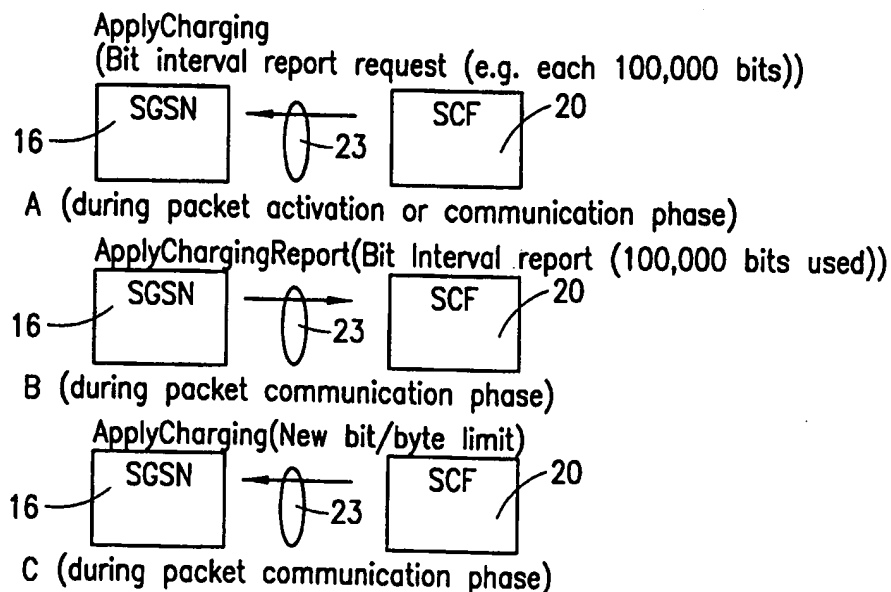 ApplyCharging
(Bit interval report request (e.g. each 100,000 bits))
SGSN SCF 20
16 23
A (during packet activation or communication phase)
ApplyChargingReport(Bit Interval report (100,000 bits used))
SGSN SCF 20
16 23
B (during packet communication phase)
ApplyCharging(New bit/byte limit)
SGSN SCF 20
16 23
C (during packet communication phase)